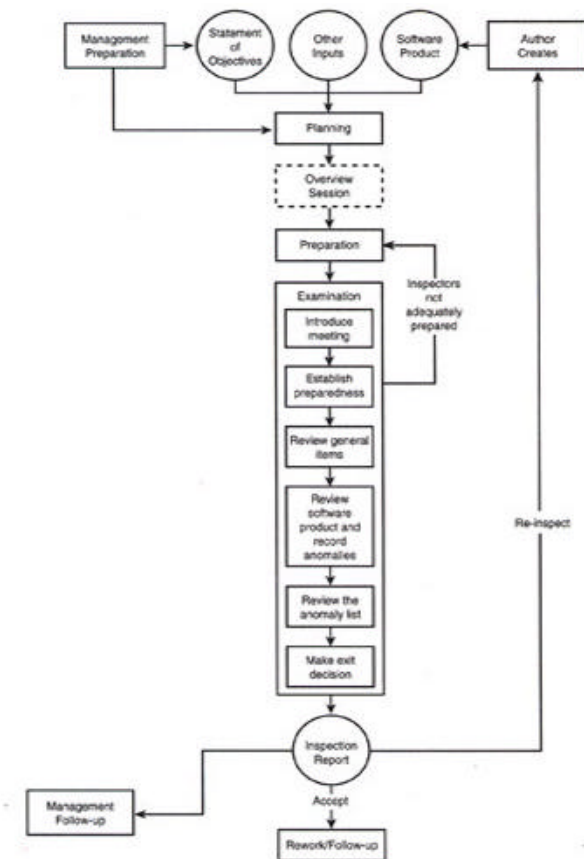 Management
Preparation
Statement
of
Objectives
Other
Inputs
Software
Product
Author
Creates
Planning
Overview
Session
Preparation
Inspectors
not
adequately
prepared
Examination
Introduce
meeting
Establish
preparedness
Review general
items
Review
software
product and
record
anomalies
Re-inspect
Review the
anomaly list
Make exit
decision
Inspection
Report
Accept
Management
Follow-up
Rework/Follow-up